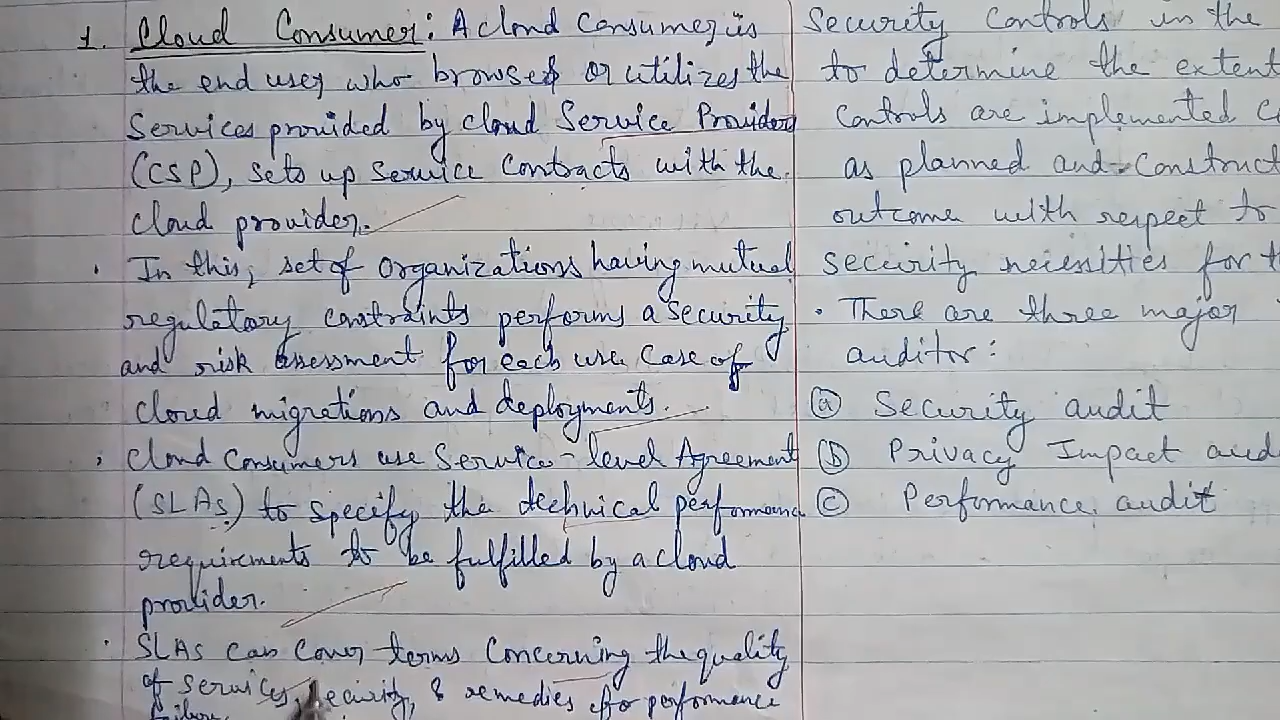 1. Cloud Consumer: A cloud Consumer is
the end user who browses or utilizes the
Services provided by cloud Service Provider
(CSP), sets up service contracts with the
cloud provider.
• In this, set of organizations having mutual
regulatory constraints performs a security
and risk assessment for each use case of
cloud migrations and deployments.
• Cloud Consumers use Service-level Agreement
(SLAs) to specify the technical performance
requirements to be fulfilled by a cloud
provider.
• SLAs can cover terms concerning the quality
of services, security, & remedies for performance
Security Controls in the
to determine the extent
controls are implemented
as planned and construct
outcome with respect to
security necessities for
• There are three major
auditor:
(a) Security audit
(b) Privacy Impact
(c) Performance audit